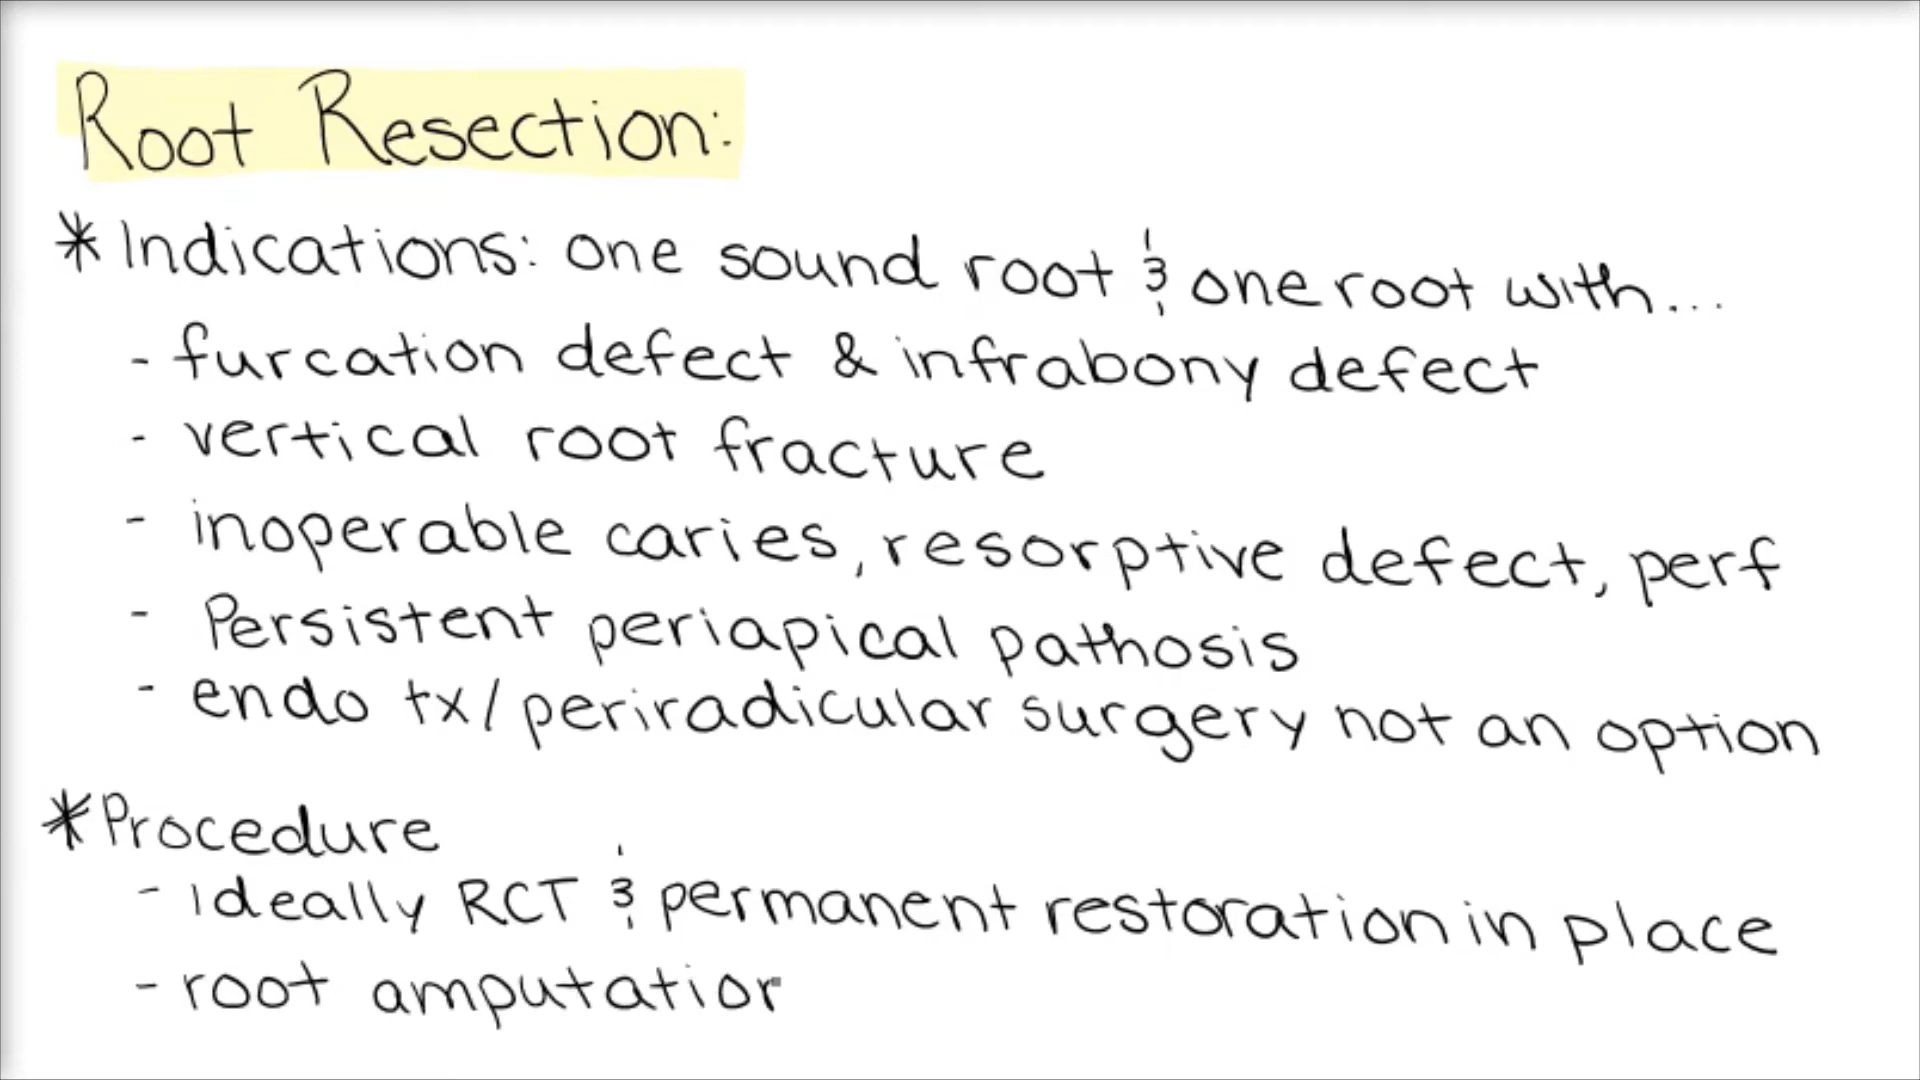 Root Resection:
* Indications: one sound root & one root with...
- furcation defect & infrabony defect
- vertical root fracture
- inoperable caries, resorptive defect, perf
- Persistent periapical pathosis
- endo tx/periradicular surgery not an option
* Procedure
- Ideally RCT & permanent restoration in place
- root amputatior